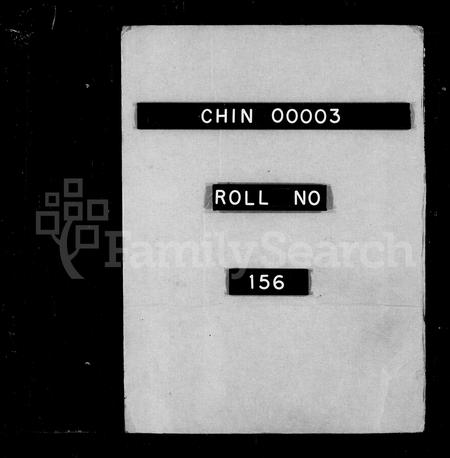 CHIN 00003
ROLL NO
FamilySearch
156